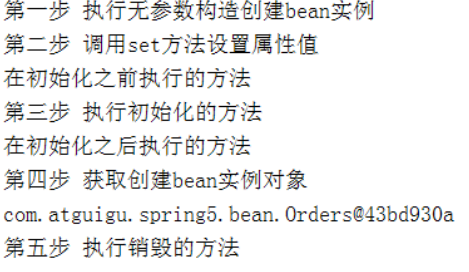 第一步 执行无参数构造创建bean实例
第二步 调用set方法设置属性值
在初始化之前执行的方法
第三步 执行初始化的方法
在初始化之后执行的方法
第四步 获取创建bean实例对象
com.atguigu.spring5.bean.Orders@43bd930a
第五步 执行销毁的方法